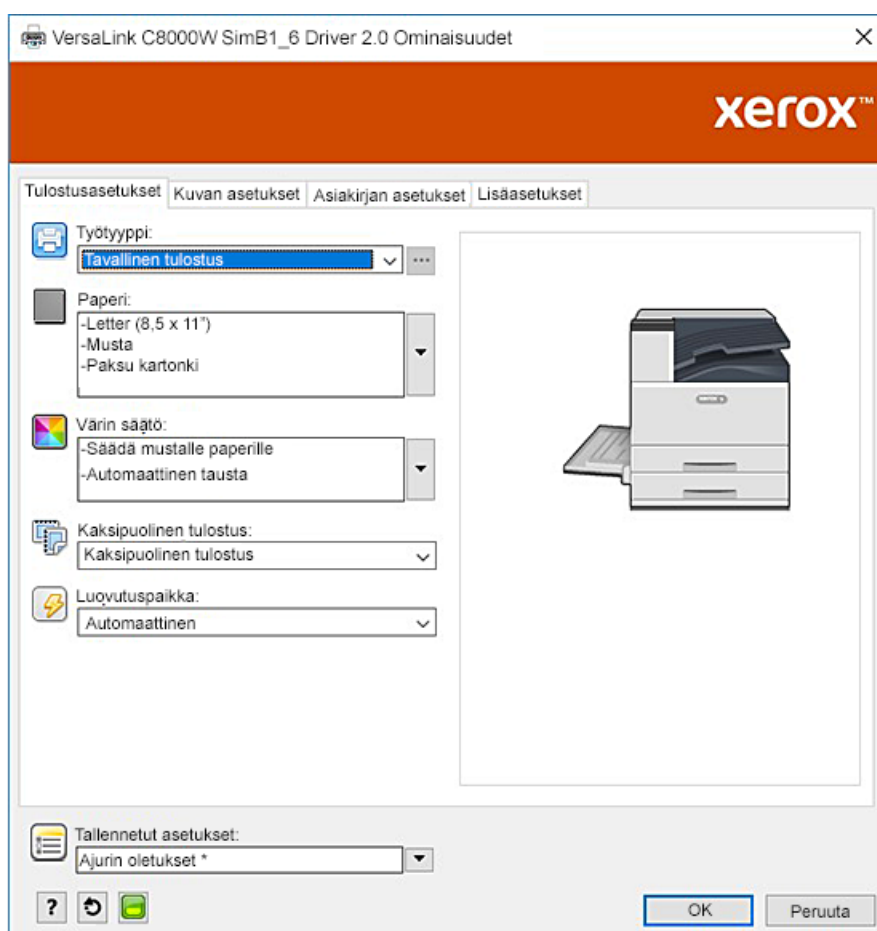 VersaLink C8000W SimB1_6 Driver 2.0 Ominaisuudet
xerox™
Tulostusasetukset Kuvan asetukset Asiakirjan asetukset Lisäasetukset
Työtyyppi:
Tavallinen tulostus
Paperi:
-Letter (8,5 x 11")
-Musta
-Paksu kartonki
Värin säätö:
-Säädä mustalle paperille
-Automaattinen tausta
Kaksipuolinen tulostus:
Kaksipuolinen tulostus
Luovutuspaikka:
Automaattinen
Tallennetut asetukset:
Ajurin oletukset *
? OK Peruuta